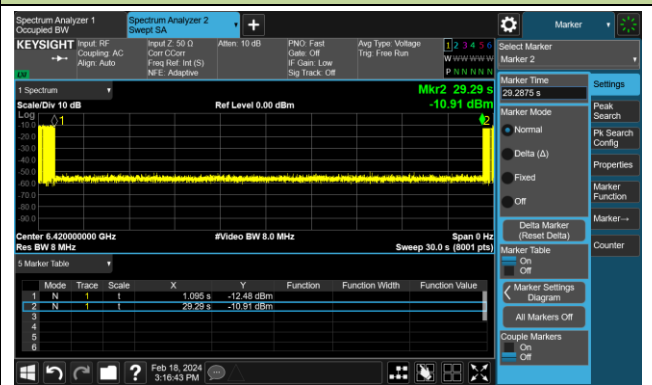 Spectrum Analyzer 1
Occupied BW
Spectrum Analyzer 2
Swept SA
Marker
KEYSIGHT
Input: RF
Coupling: AC
Align: Auto
Input Z: 50 Ω
Corr CCorr
Freq Ref: Int (S)
NFE: Adaptive
Atten: 10 dB
PNO: Fast
Gate: Off
IF Gain: Low
Sig Track: Off
Avg Type: Voltage
Trig: Free Run
1 2 3 4 5 6
W W W W W W
P N N N N N
Select Marker
Marker 2
1 Spectrum
Mkr2 29.29 s
-10.91 dBm
Scale/Div 10 dB
Ref Level 0.00 dBm
Log
-10.0
-20.0
-30.0
-40.0
-50.0
-60.0
-70.0
-80.0
-90.0
1
2
Center 6.420000000 GHz
Res BW 8 MHz
#Video BW 8.0 MHz
Span 0 Hz
Sweep 30.0 s (8001 pts)
Marker Time
29.2875 s
Marker Mode
Normal
Delta (Δ)
Fixed
Off
Delta Marker
(Reset Delta)
Marker Table
On
Off
Marker Settings
Diagram
All Markers Off
Couple Markers
On
Off
Settings
Peak
Search
Pk Search
Config
Properties
Marker
Function
Marker→
Counter
5 Marker Table
Mode Trace Scale X Y Function Function Width Function Value
1 N 1 t 1.095 s -12.48 dBm
2 N 1 t 29.29 s -10.91 dBm
3
4
5
6
Feb 18, 2024
3:16:43 PM